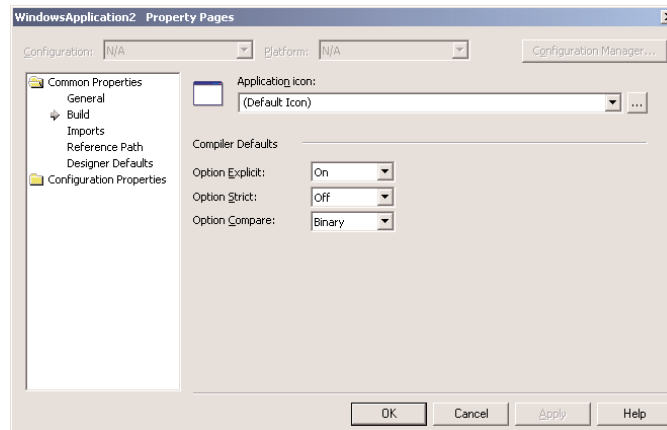 WindowsApplication2 Property Pages
Configuration: N/A Platform: N/A Configuration Manager...
Common Properties
General
Build
Imports
Reference Path
Designer Defaults
Configuration Properties
Application icon:
(Default Icon) ...
Compiler Defaults
Option Explicit: On
Option Strict: Off
Option Compare: Binary
OK Cancel Apply Help